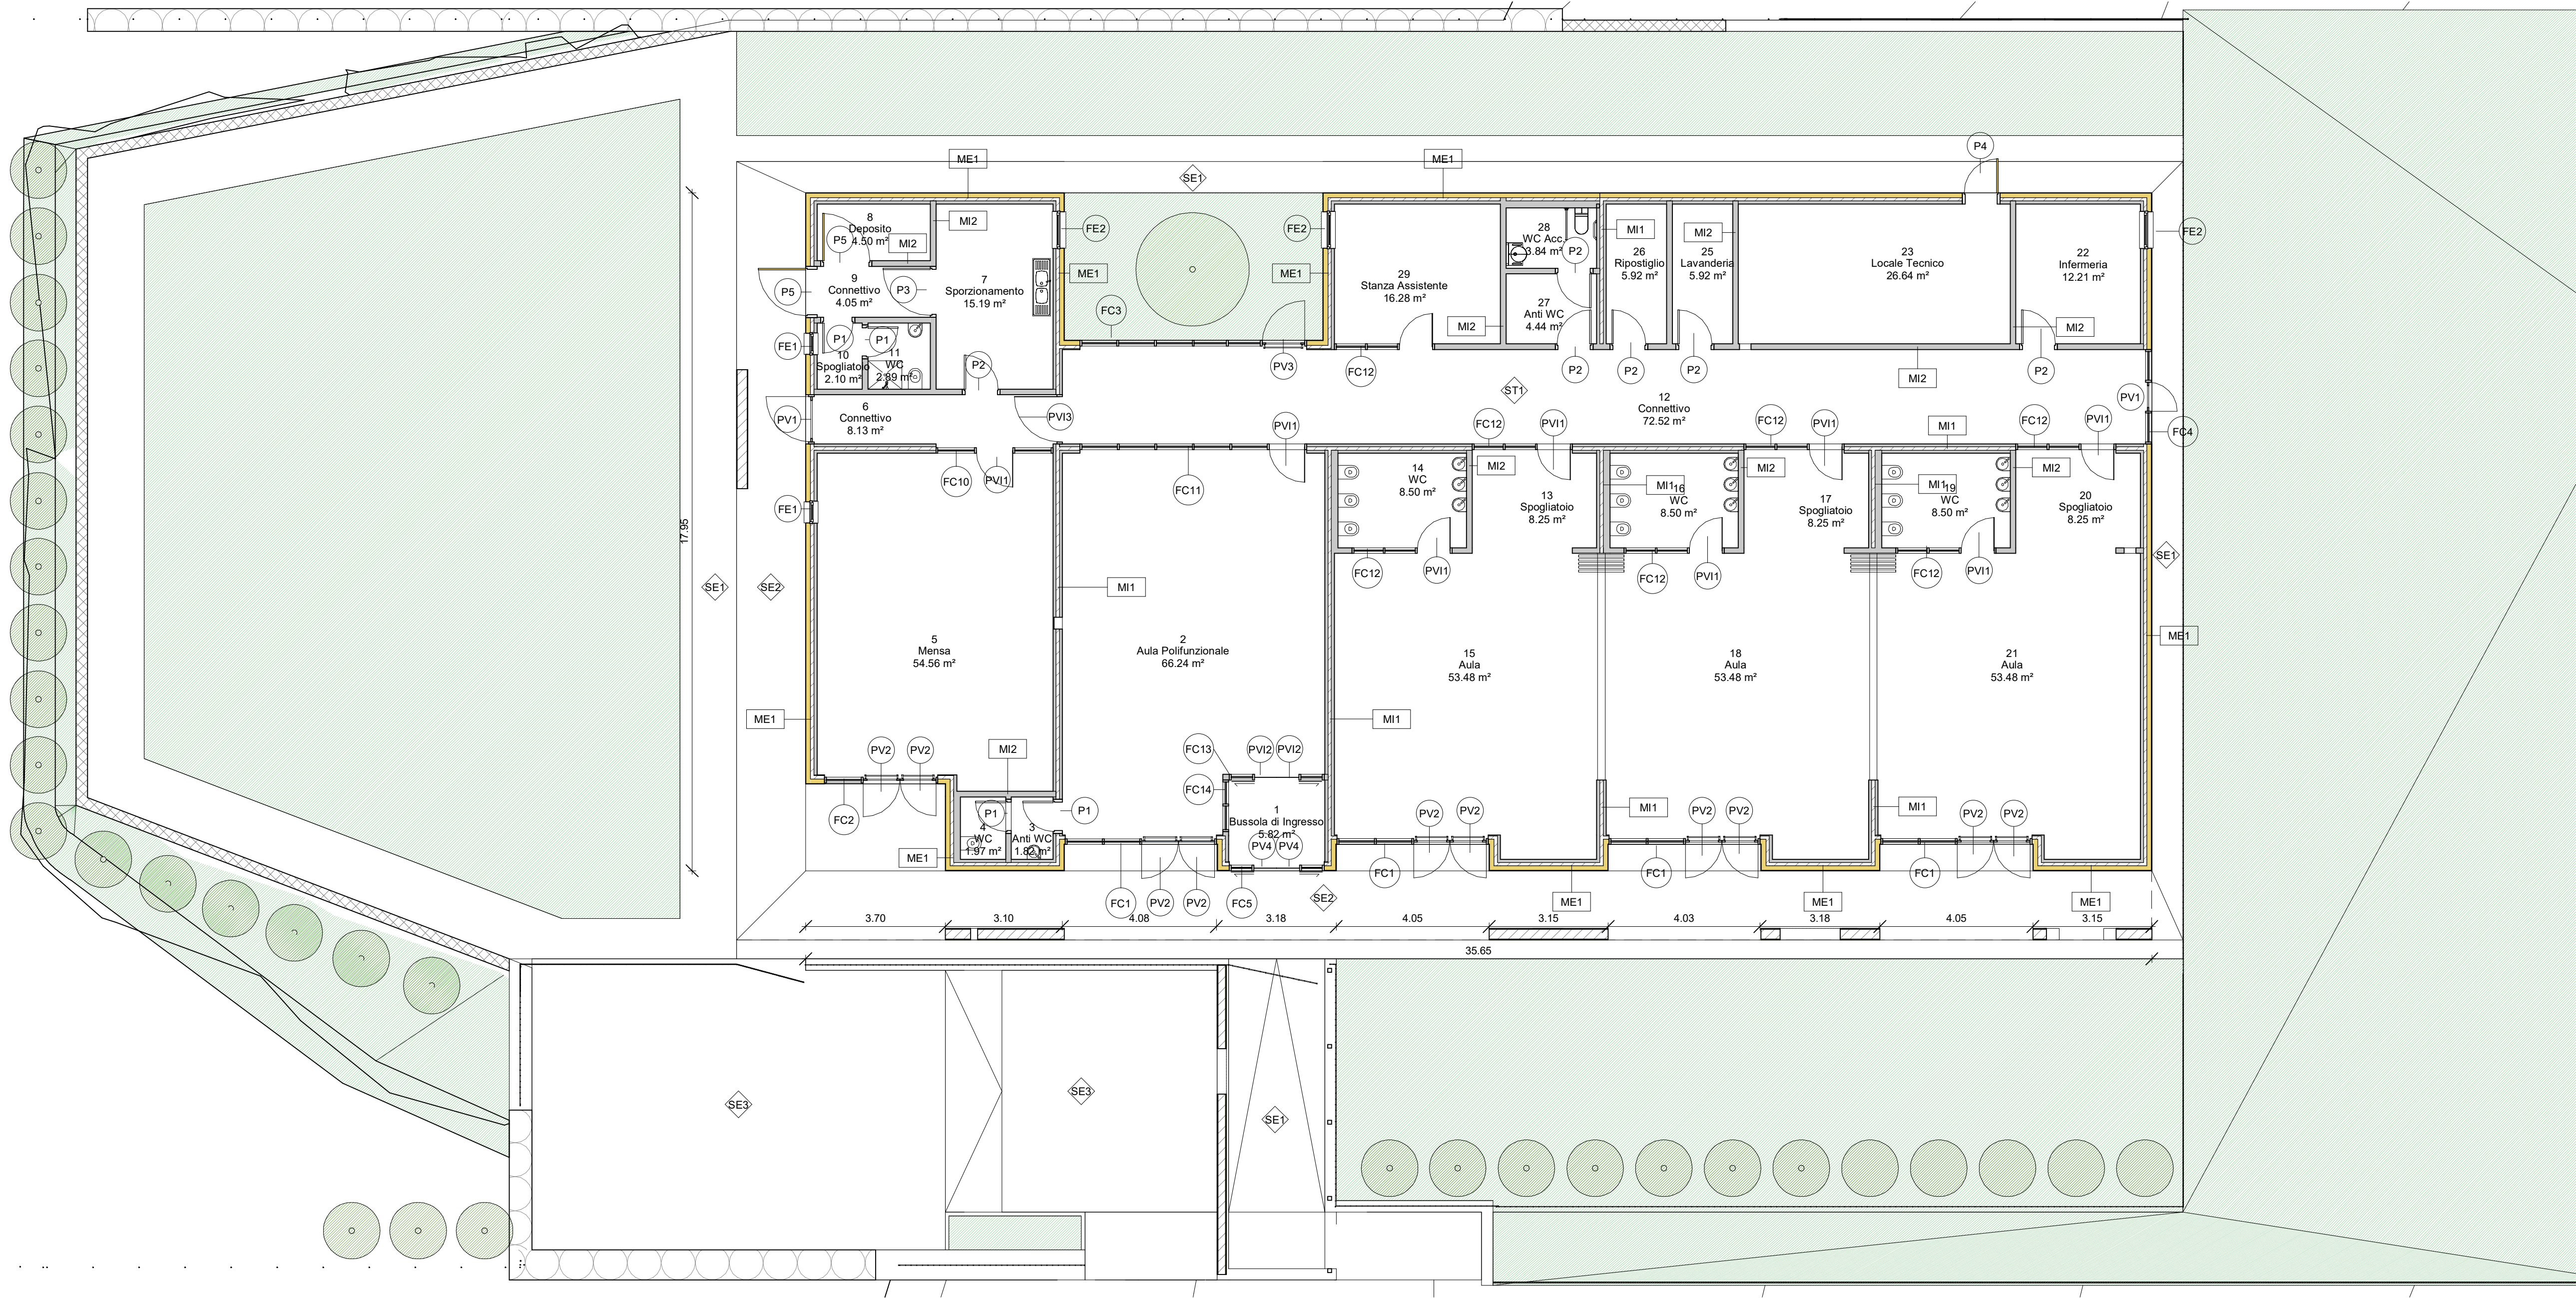 P4
ME1
ME1
SE1
8
Deposito
4.50 m²
P5
MI2
MI2
FE2
FE2
28
WC Acc.
3.84 m²
P2
MI1
MI2
26
Ripostiglio
5.92 m²
25
Lavanderia
5.92 m²
23
Locale Tecnico
26.64 m²
22
Infermeria
12.21 m²
FE2
P5
9
Connettivo
4.05 m²
P3
7
Sporzionamento
15.19 m²
ME1
ME1
29
Stanza Assistente
16.28 m²
27
Anti WC
4.44 m²
MI2
MI2
FC3
FE1
P1
P1
10
Spogliatoio
2.10 m²
11
WC
2.89 m²
P2
PV3
FC12
P2
P2
P2
MI2
P2
ST1
PV1
6
Connettivo
8.13 m²
PVI3
12
Connettivo
72.52 m²
PV1
PVI1
FC12
PVI1
FC12
PVI1
MI1
FC12
PVI1
FC4
FC10
PVI1
FC11
14
WC
8.50 m²
MI2
13
Spogliatoio
8.25 m²
MI1
16
WC
8.50 m²
MI2
17
Spogliatoio
8.25 m²
MI1
19
WC
8.50 m²
MI2
20
Spogliatoio
8.25 m²
FE1
17.95
FC12
PVI1
FC12
PVI1
FC12
PVI1
SE1
SE1
SE2
MI1
5
Mensa
54.56 m²
2
Aula Polifunzionale
66.24 m²
15
Aula
53.48 m²
18
Aula
53.48 m²
21
Aula
53.48 m²
ME1
ME1
MI1
PV2
PV2
MI2
FC13
PVI2
PVI2
FC14
FC2
P1
P1
4
WC
1.97 m²
3
Anti WC
1.82 m²
1
Bussola di Ingresso
5.82 m²
PV4
PV4
PV2
PV2
MI1
PV2
PV2
MI1
PV2
PV2
ME1
FC1
FC1
FC1
FC1
PV2
PV2
FC5
SE2
ME1
ME1
ME1
3.70
3.10
4.08
3.18
4.05
3.15
4.03
3.18
4.05
3.15
35.65
SE3
SE3
SE1